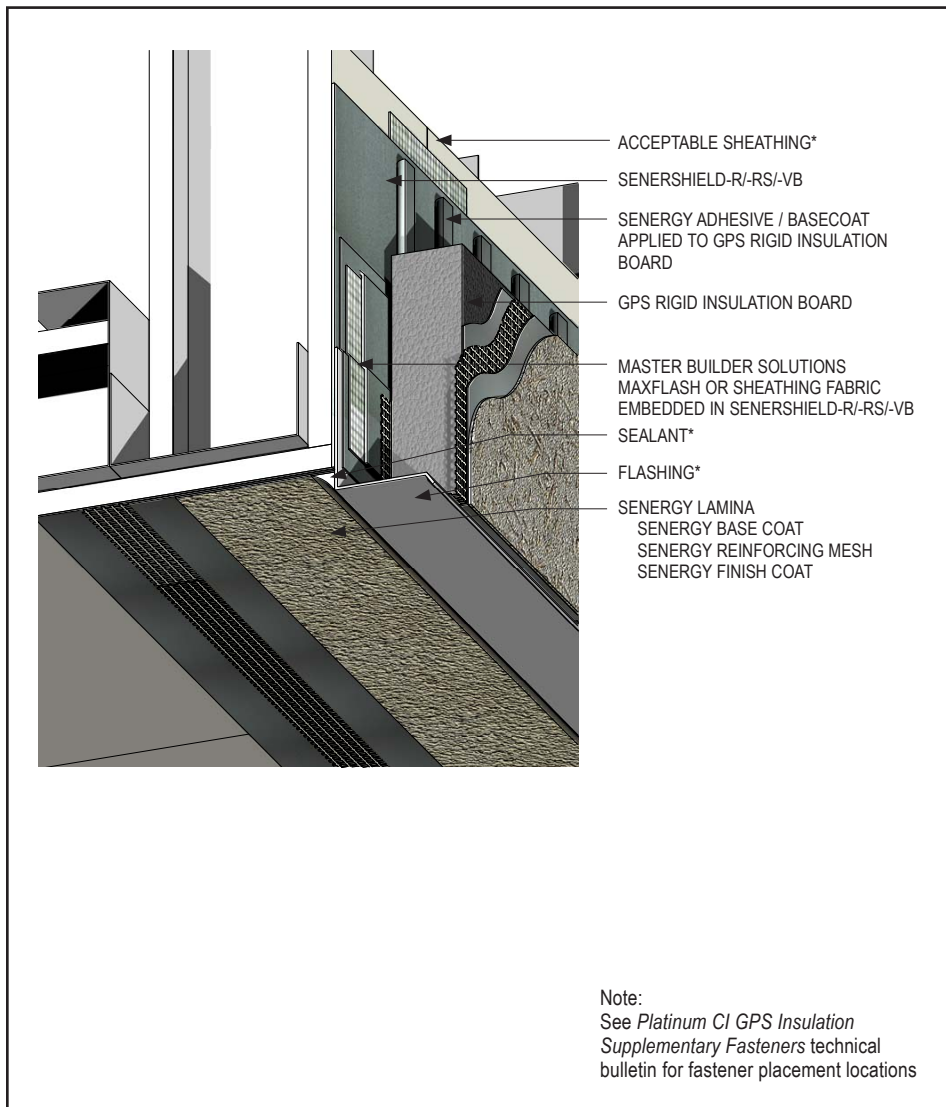 ACCEPTABLE SHEATHING*
SENERSHIELD-R/-RS/-VB
SENERGY ADHESIVE / BASECOAT
APPLIED TO GPS RIGID INSULATION
BOARD
GPS RIGID INSULATION BOARD
MASTER BUILDER SOLUTIONS
MAXFLASH OR SHEATHING FABRIC
EMBEDDED IN SENERSHIELD-R/-RS/-VB
SEALANT*
FLASHING*
SENERGY LAMINA
SENERGY BASE COAT
SENERGY REINFORCING MESH
SENERGY FINISH COAT
Note:
See Platinum CI GPS Insulation
Supplementary Fasteners technical
bulletin for fastener placement locations